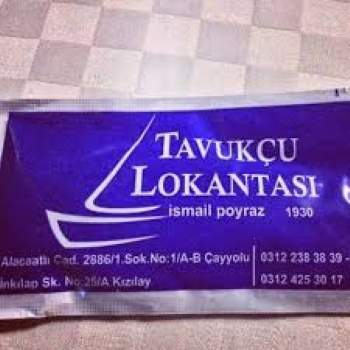 TAVUKÇU
LOKANTASI
ismail poyraz 1930
Alacaatlı Cad. 2886/1.Sok.No:1/A-B Çayyolu 0312 238 38 39 -
inkılap Sk. No:25/A Kızılay 0312 425 30 17